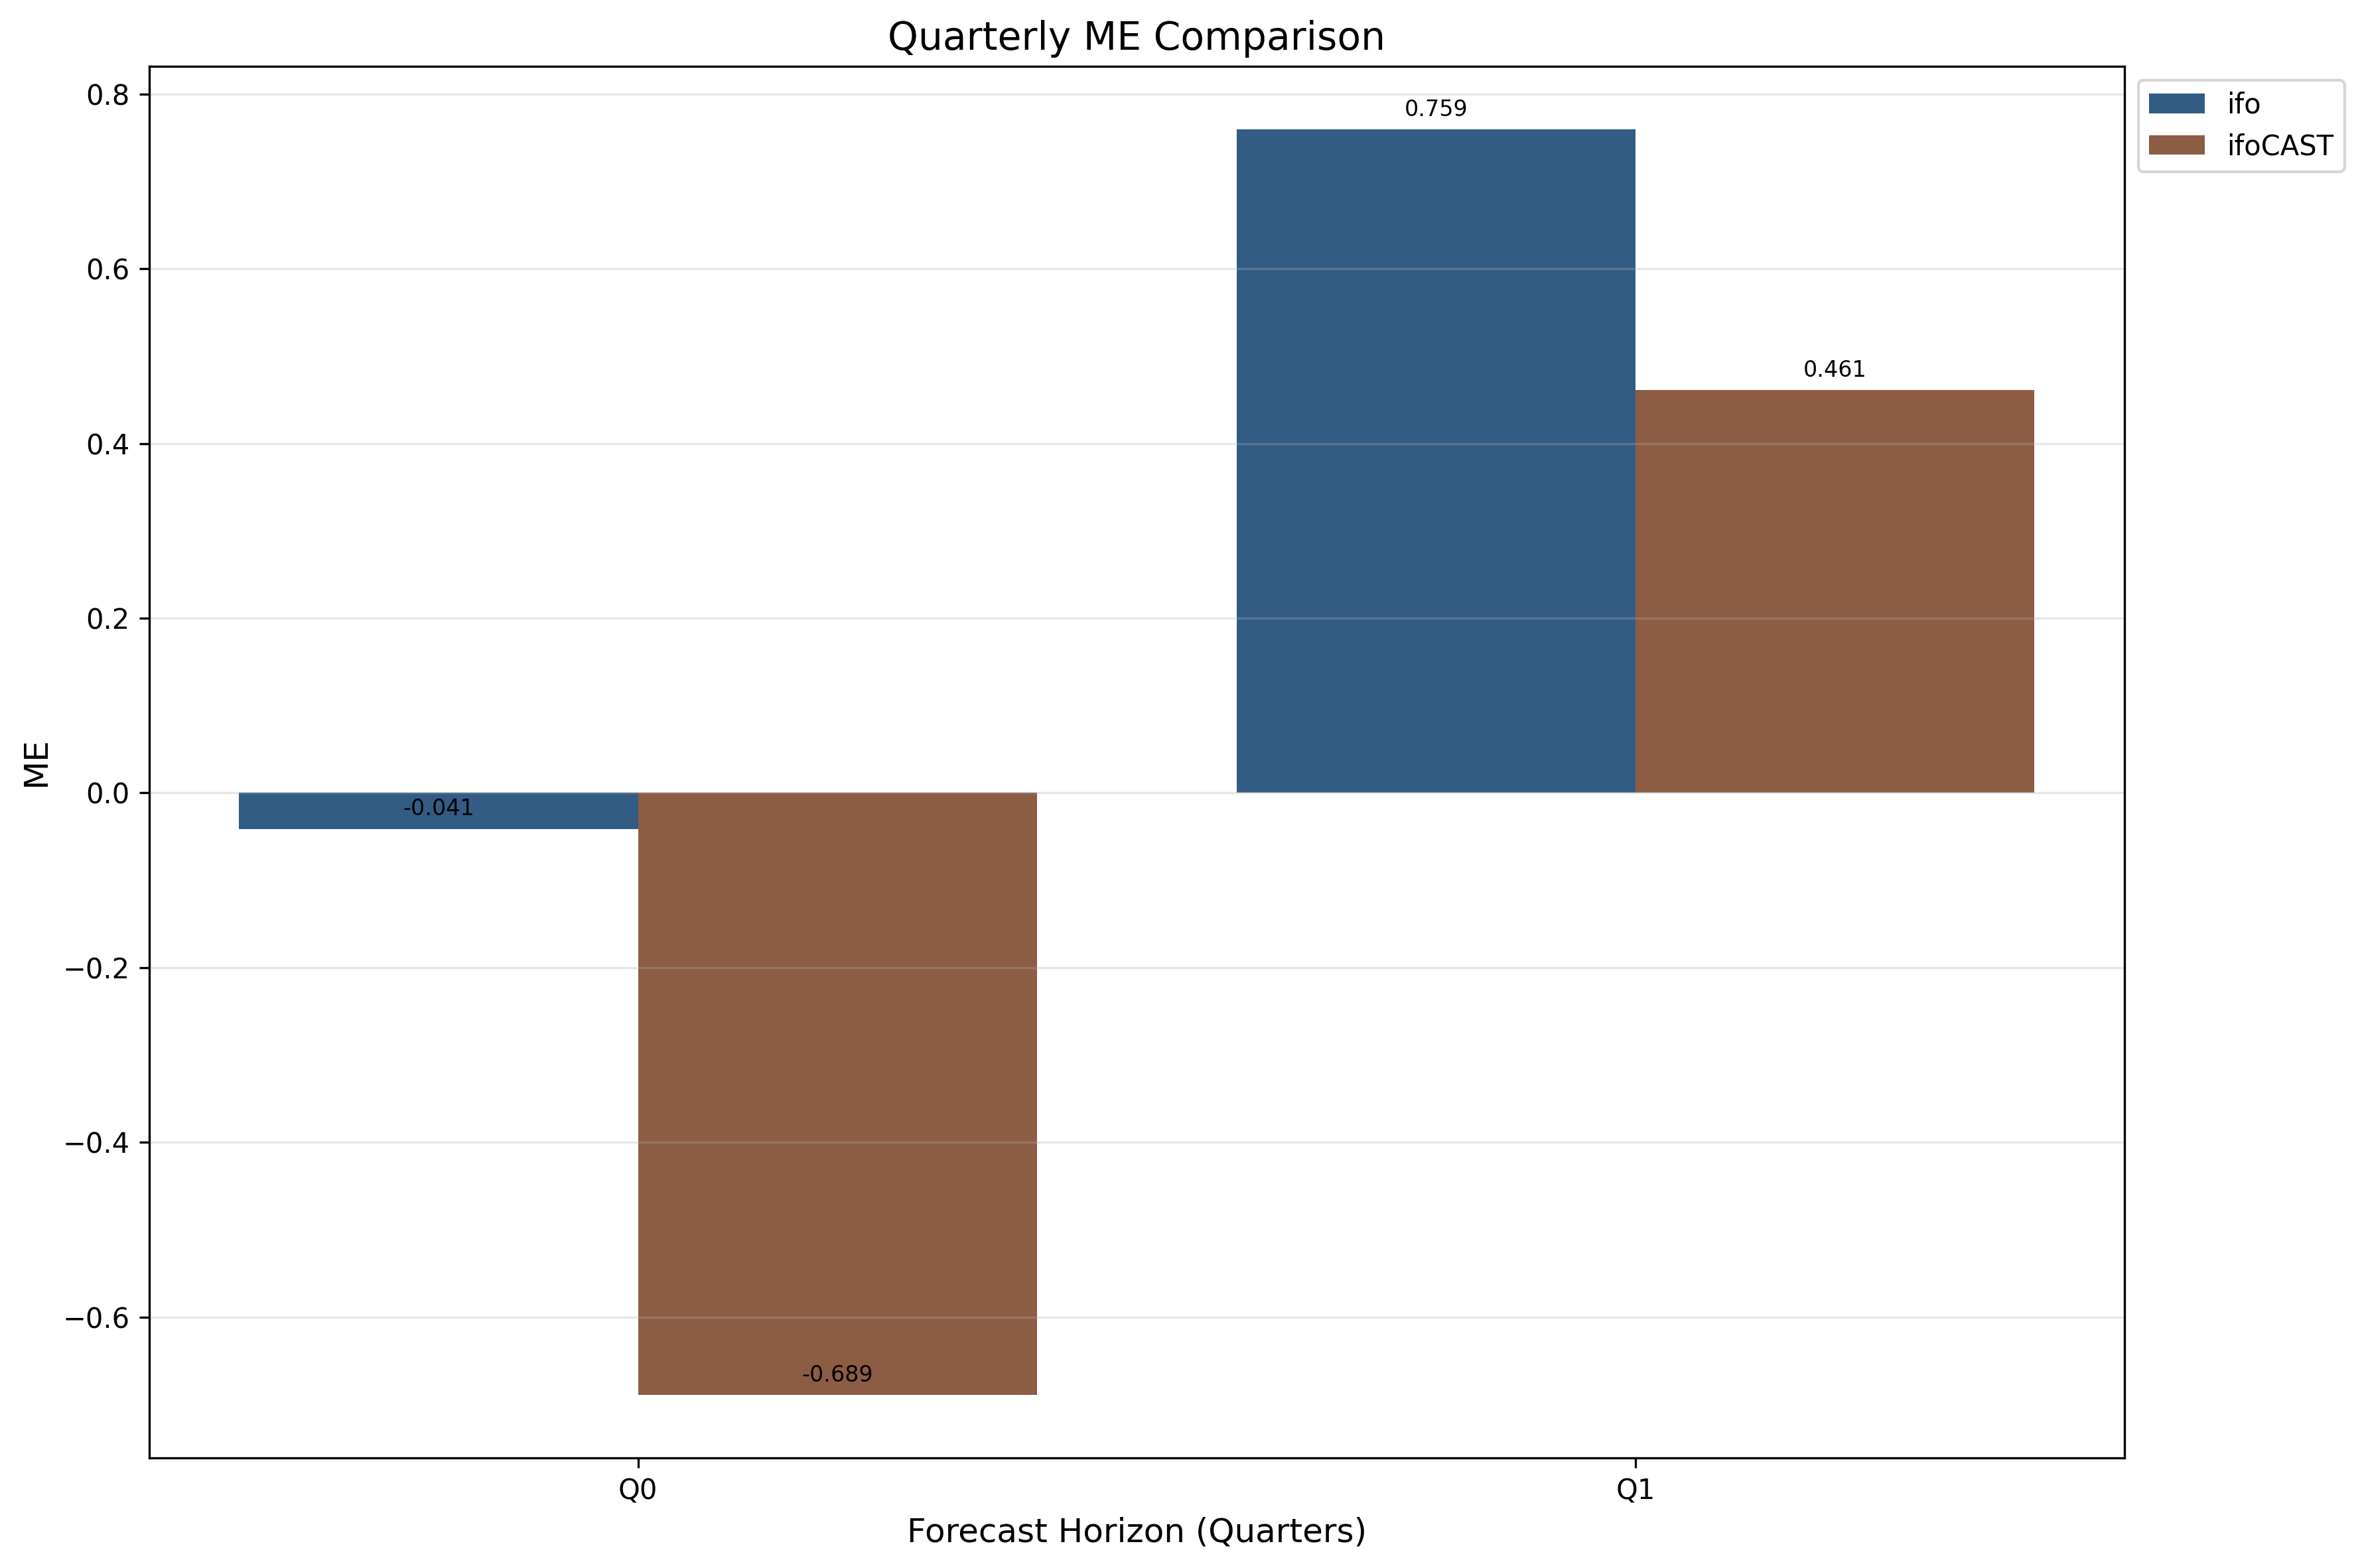 Quarterly ME Comparison
0.8
0.6
0.4
0.2
0.0
−0.2
−0.4
−0.6
ME
0.759
0.461
-0.041
-0.689
Q0
Q1
Forecast Horizon (Quarters)
ifo
ifoCAST